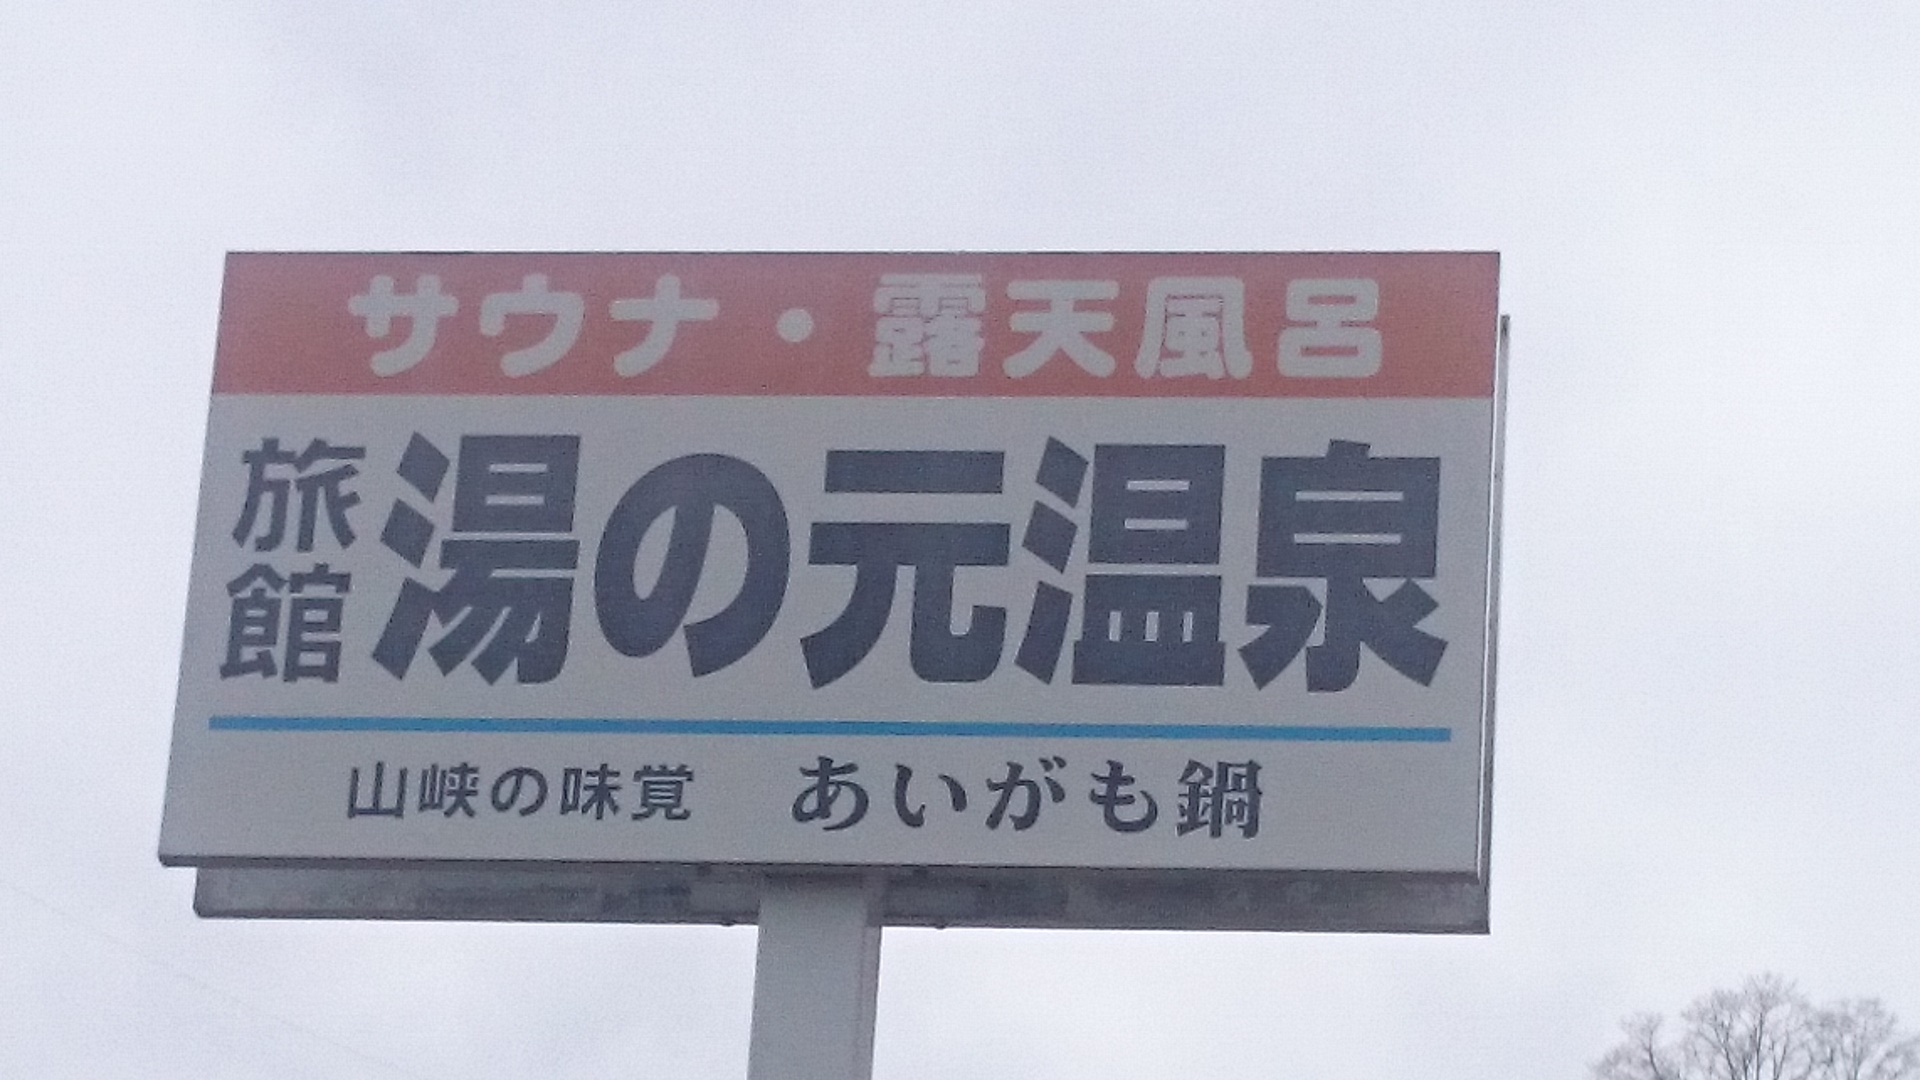 サウナ・露天風呂
旅館 湯の元温泉
山峡の味覚 あいがも鍋